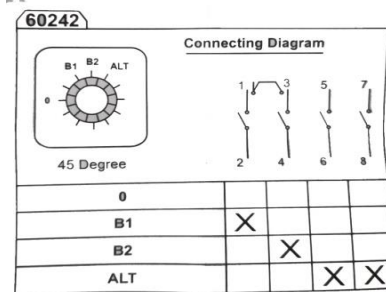 60242
Connecting Diagram
B1 B2 ALT
0
1 3 5 7
2 4 6 8
45 Degree
0
B1 X
B2 X
ALT X X